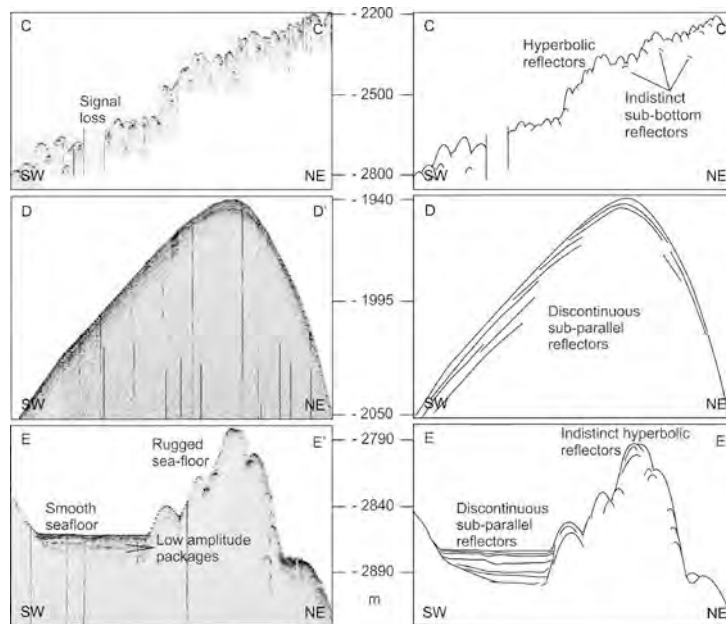 C
C'
Signal
loss
SW
NE
2200
2500
2800
C
C
Hyperbolic
reflectors
Indistinct
sub-bottom
reflectors
SW
NE
D
D'
SW
NE
1940
1995
2050
D
D
Discontinuous
sub-parallel
reflectors
SW
NE
E
E'
Rugged
sea-floor
Smooth
seafloor
Low amplitude
packages
SW
NE
2790
2840
2890
m
E
E
Indistinct hyperbolic
reflectors
Discontinuous
sub-parallel
reflectors
SW
NE